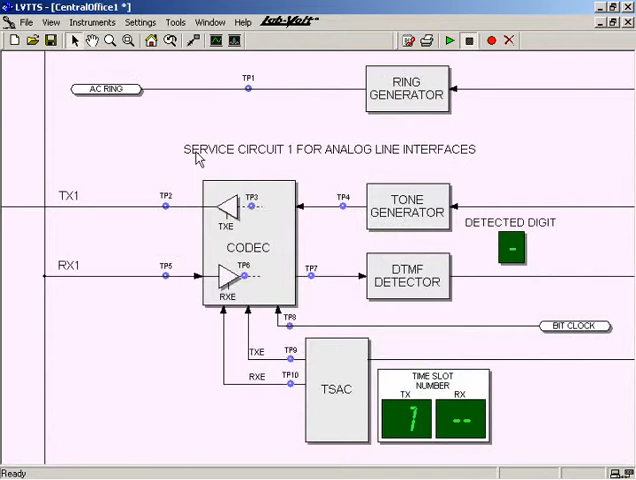 LVTTS - [CentralOffice1 *]
File View Instruments Settings Tools Window Help Lab-Volt
AC RING
TP1
RING
GENERATOR
SERVICE CIRCUIT 1 FOR ANALOG LINE INTERFACES
TX1
TP2
TP3
TXE
TP4
TONE
GENERATOR
DETECTED DIGIT
-
CODEC
RX1
TP5
TP6
RXE
TP7
DTMF
DETECTOR
TP8
BIT CLOCK
TXE
TP9
RXE
TP10
TSAC
TIME SLOT
NUMBER
TX RX
7 --
Ready